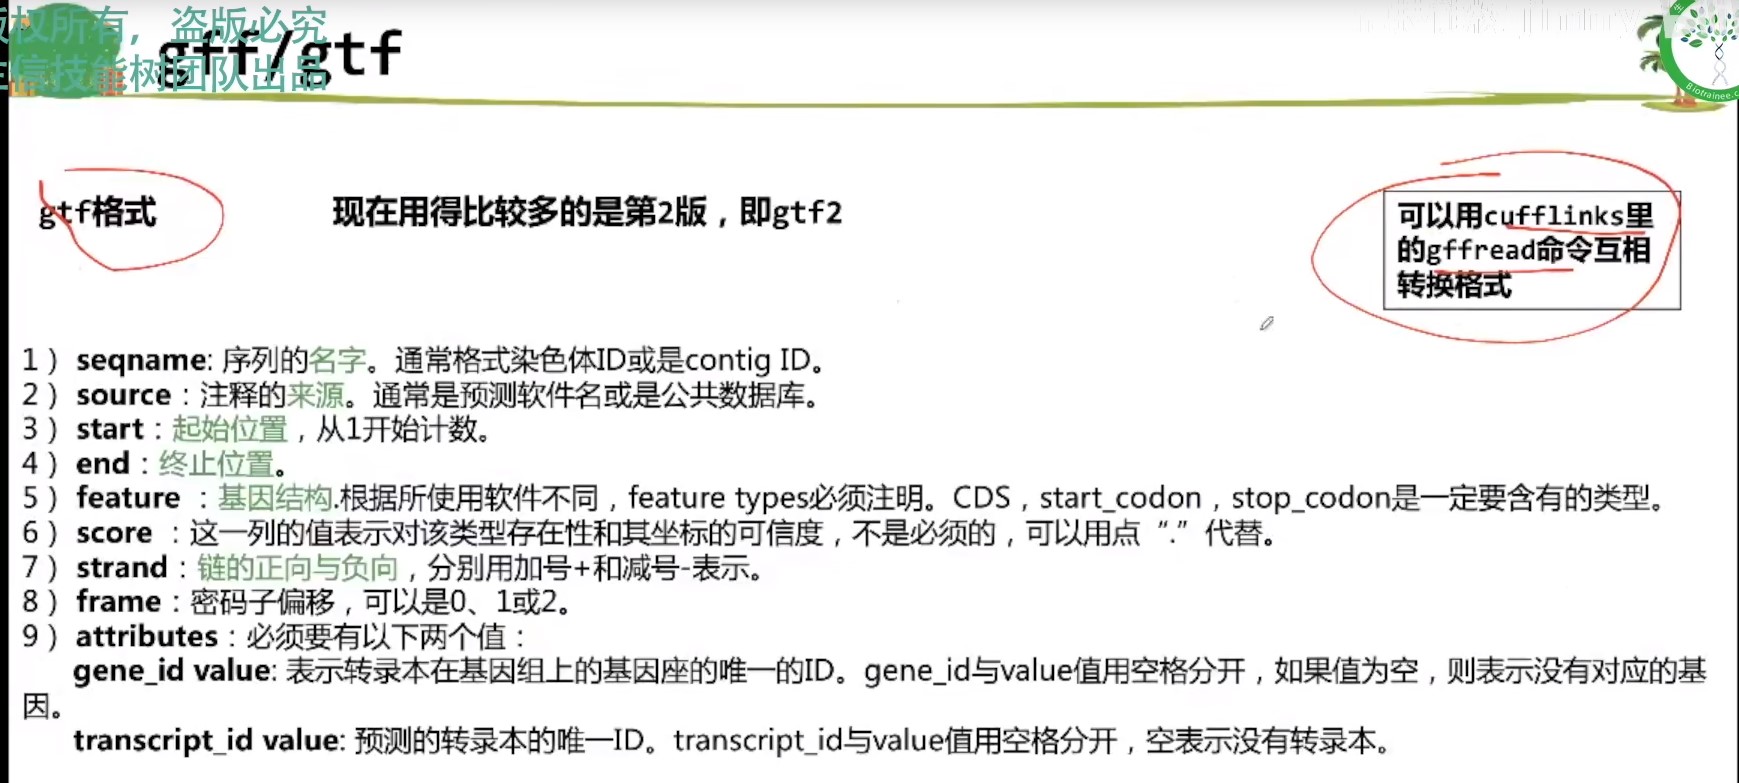 版权所有，盗版必究
生信技能树团队出品
gff/gtf
Biotrainee.c
gtf格式
现在用得比较多的是第2版，即gtf2
可以用cufflinks里
的gffread命令互相
转换格式
1）seqname: 序列的名字。通常格式染色体ID或是contig ID。
2）source：注释的来源。通常是预测软件名或是公共数据库。
3）start：起始位置，从1开始计数。
4）end：终止位置。
5）feature ：基因结构.根据所使用软件不同，feature types必须注明。CDS，start_codon，stop_codon是一定要含有的类型。
6）score ：这一列的值表示对该类型存在性和其坐标的可信度，不是必须的，可以用点“.”代替。
7）strand：链的正向与负向，分别用加号+和减号-表示。
8）frame：密码子偏移，可以是0、1或2。
9）attributes：必须要有以下两个值：
gene_id value: 表示转录本在基因组上的基因座的唯一的ID。gene_id与value值用空格分开，如果值为空，则表示没有对应的基
因。
transcript_id value: 预测的转录本的唯一ID。transcript_id与value值用空格分开，空表示没有转录本。